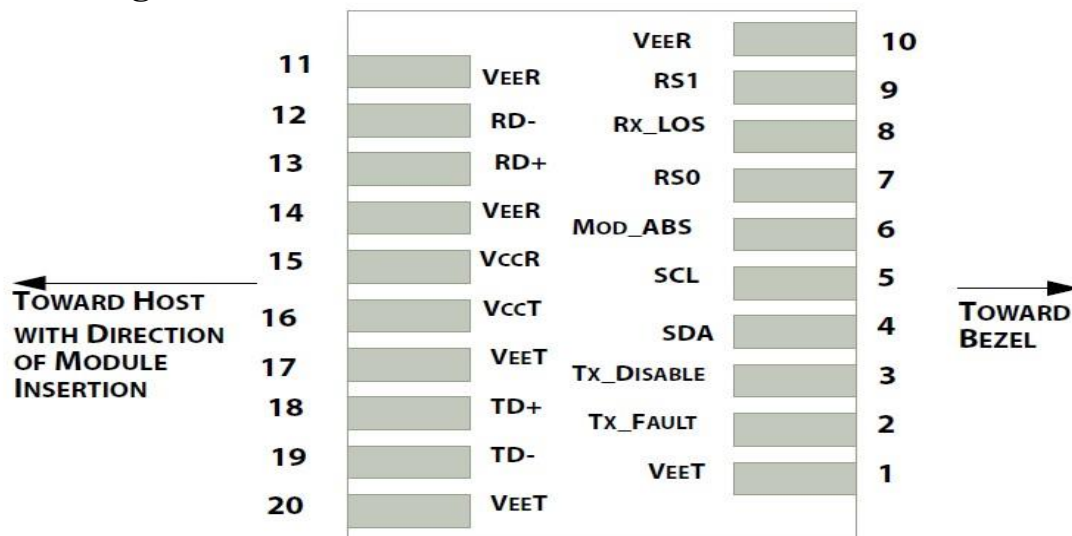 VEER 10
11 VEER
RS1 9
12 RD-
RX_LOS 8
13 RD+
RS0 7
14 VEER
MOD_ABS 6
15 VCCR
SCL 5
TOWARD HOST
WITH DIRECTION
OF MODULE
INSERTION
TOWARD
BEZEL
16 VCCT
SDA 4
17 VEET
TX_DISABLE 3
18 TD+
TX_FAULT 2
19 TD-
VEET 1
20 VEET